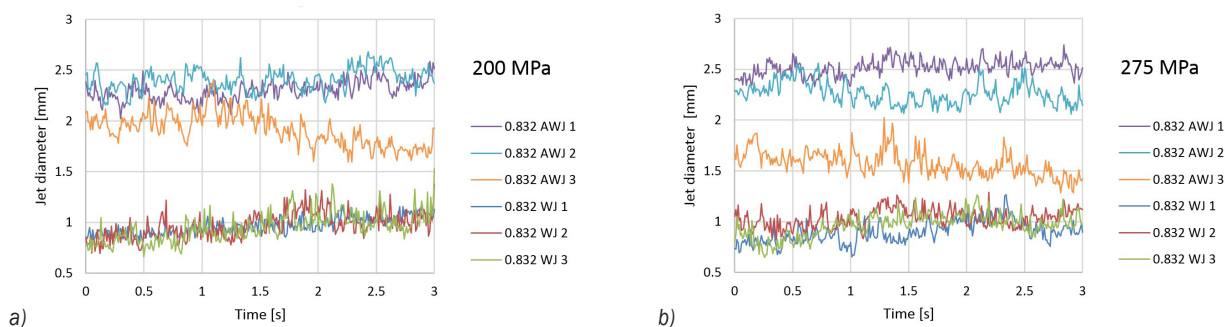 3
2.5
2
1.5
1
0.5
Jet diameter [mm]
0 0.5 1 1.5 2 2.5 3
Time [s]
200 MPa
0.832 AWJ 1
0.832 AWJ 2
0.832 AWJ 3
0.832 WJ 1
0.832 WJ 2
0.832 WJ 3
a)
3
2.5
2
1.5
1
0.5
Jet diameter [mm]
0 0.5 1 1.5 2 2.5 3
Time [s]
275 MPa
0.832 AWJ 1
0.832 AWJ 2
0.832 AWJ 3
0.832 WJ 1
0.832 WJ 2
0.832 WJ 3
b)